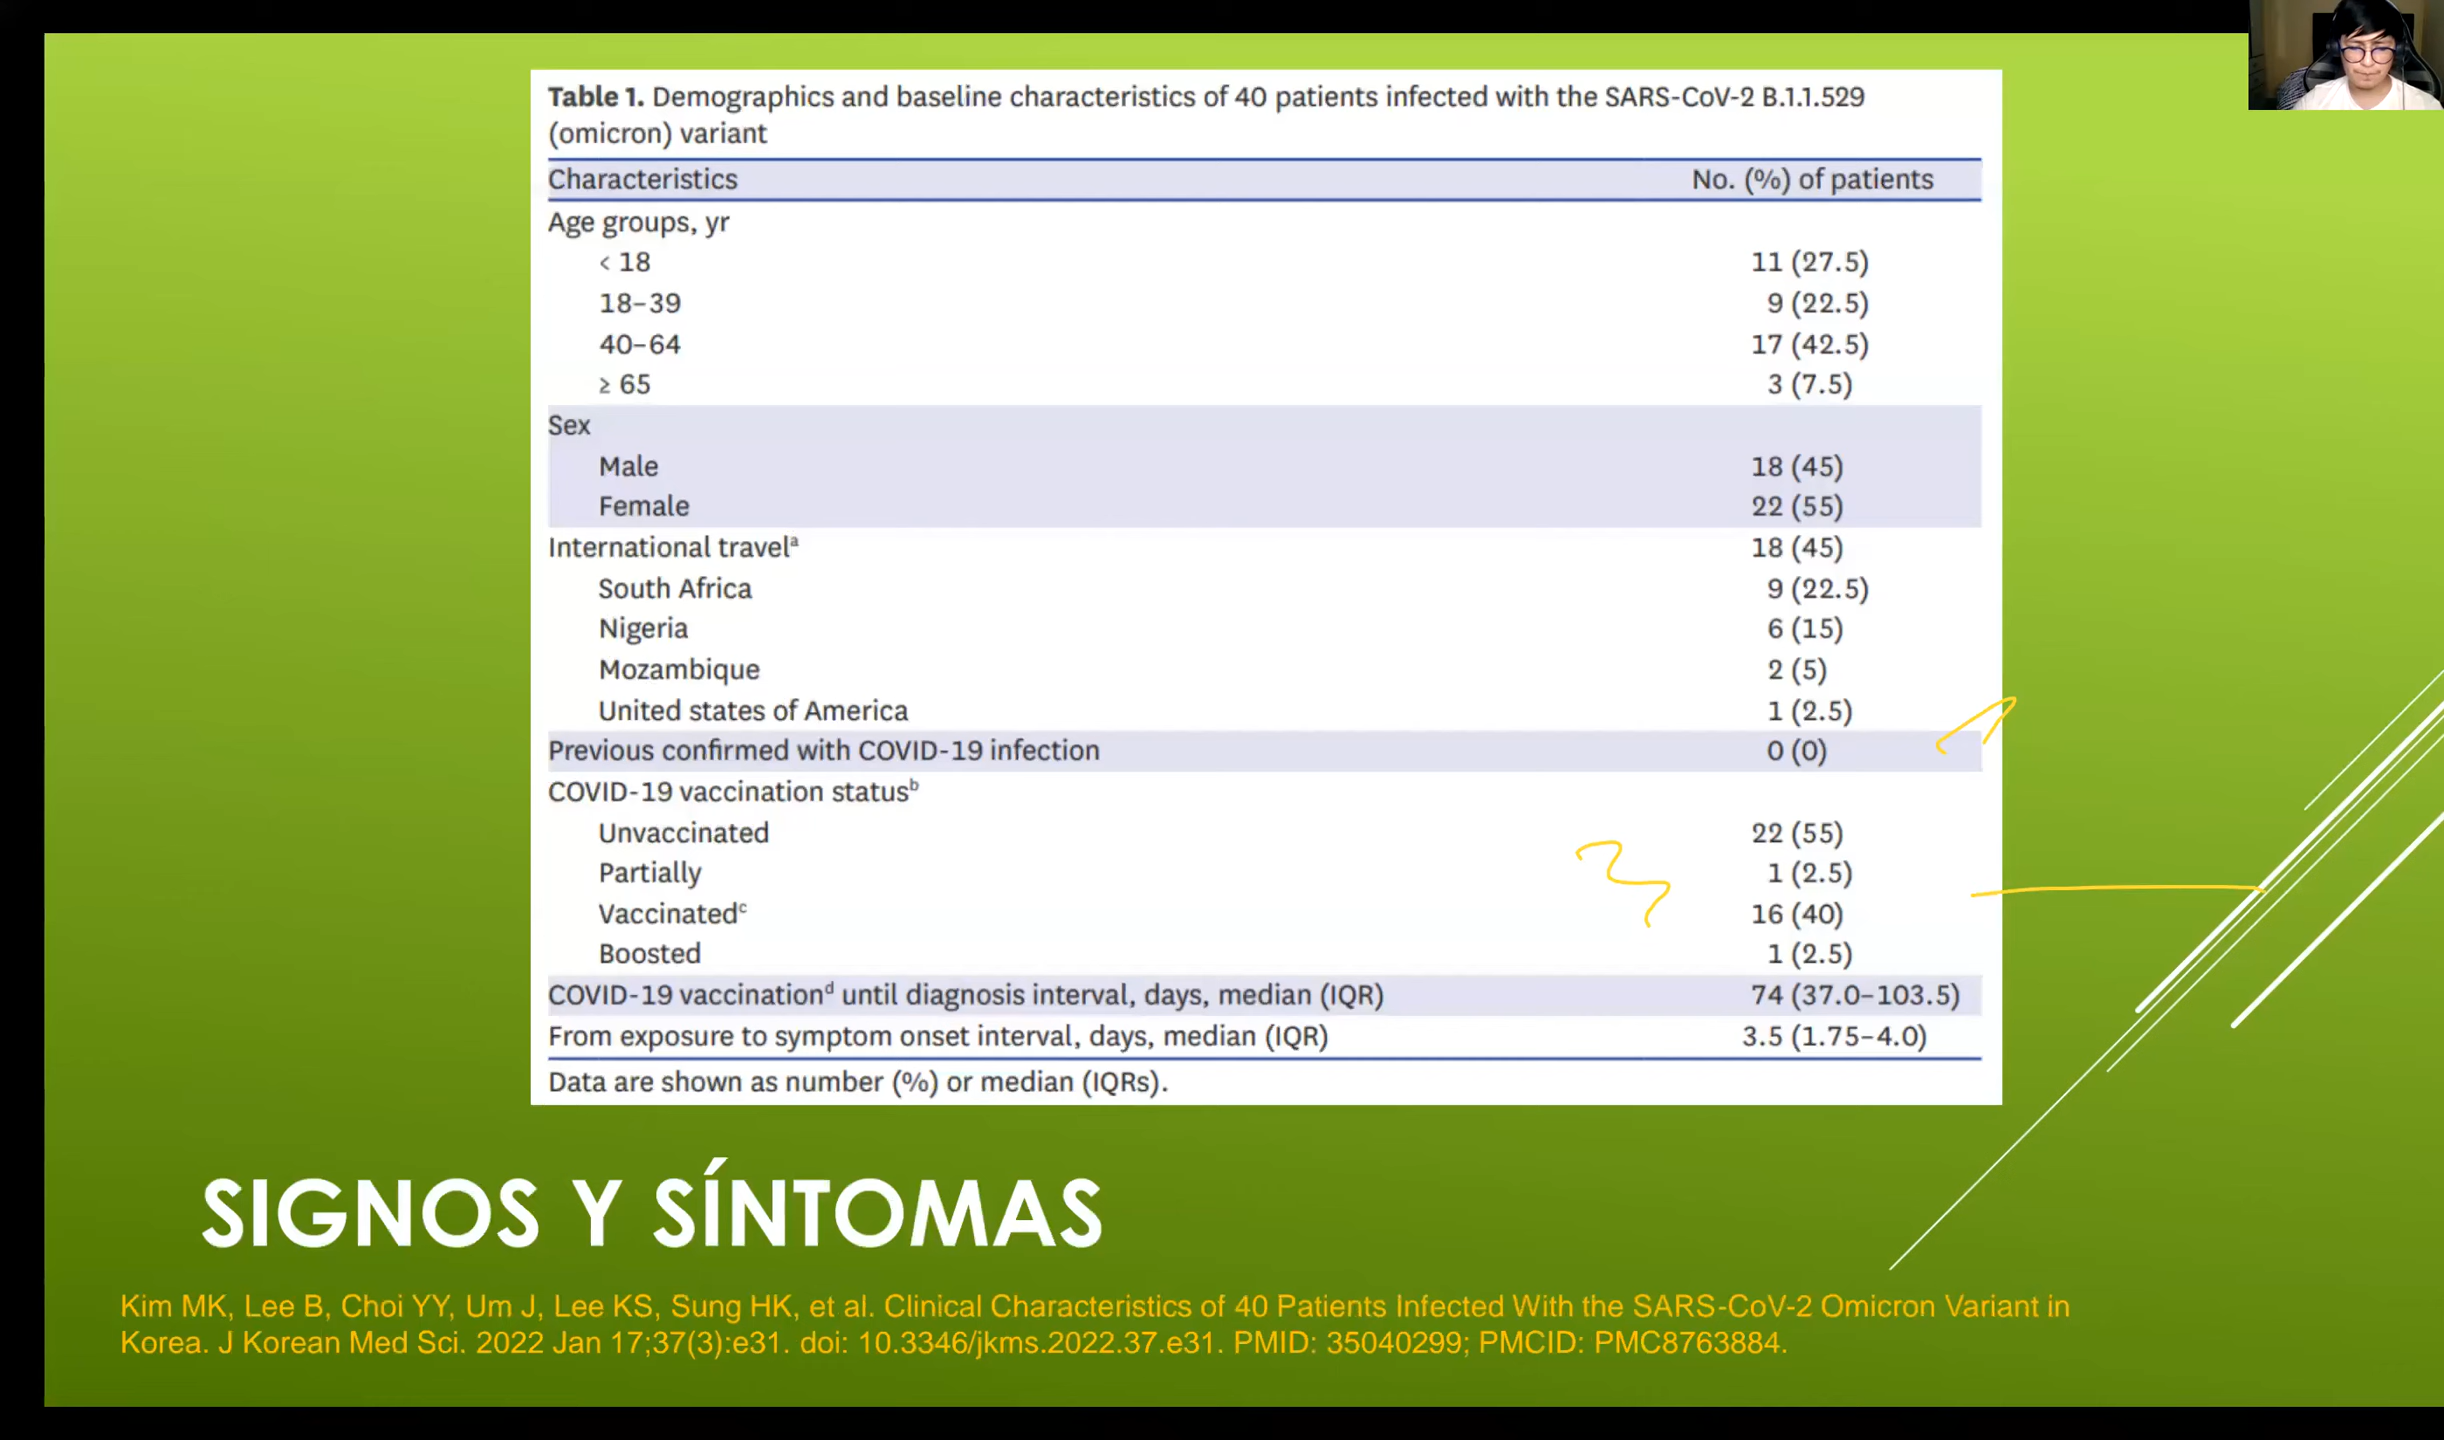 Table 1. Demographics and baseline characteristics of 40 patients infected with the SARS-CoV-2 B.1.1.529
(omicron) variant
Characteristics No. (%) of patients
Age groups, yr
< 18 11 (27.5)
18–39 9 (22.5)
40–64 17 (42.5)
≥ 65 3 (7.5)
Sex
Male 18 (45)
Female 22 (55)
International travelᵃ 18 (45)
South Africa 9 (22.5)
Nigeria 6 (15)
Mozambique 2 (5)
United states of America 1 (2.5)
Previous confirmed with COVID-19 infection 0 (0)
COVID-19 vaccination statusᵇ
Unvaccinated 22 (55)
Partially 1 (2.5)
Vaccinatedᶜ 16 (40)
Boosted 1 (2.5)
COVID-19 vaccinationᵈ until diagnosis interval, days, median (IQR) 74 (37.0–103.5)
From exposure to symptom onset interval, days, median (IQR) 3.5 (1.75–4.0)
Data are shown as number (%) or median (IQRs).
SIGNOS Y SÍNTOMAS
Kim MK, Lee B, Choi YY, Um J, Lee KS, Sung HK, et al. Clinical Characteristics of 40 Patients Infected With the SARS-CoV-2 Omicron Variant in
Korea. J Korean Med Sci. 2022 Jan 17;37(3):e31. doi: 10.3346/jkms.2022.37.e31. PMID: 35040299; PMCID: PMC8763884.